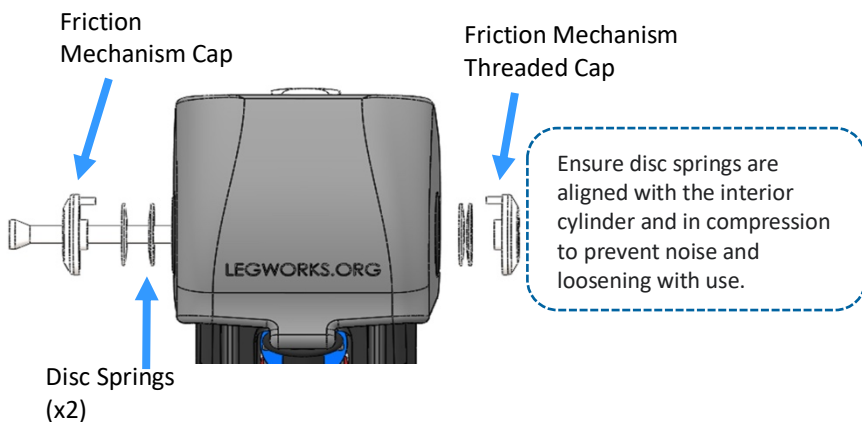 Friction
Mechanism Cap
Friction Mechanism
Threaded Cap
Ensure disc springs are
aligned with the interior
cylinder and in compression
to prevent noise and
loosening with use.
LEGWORKS.ORG
Disc Springs
(x2)